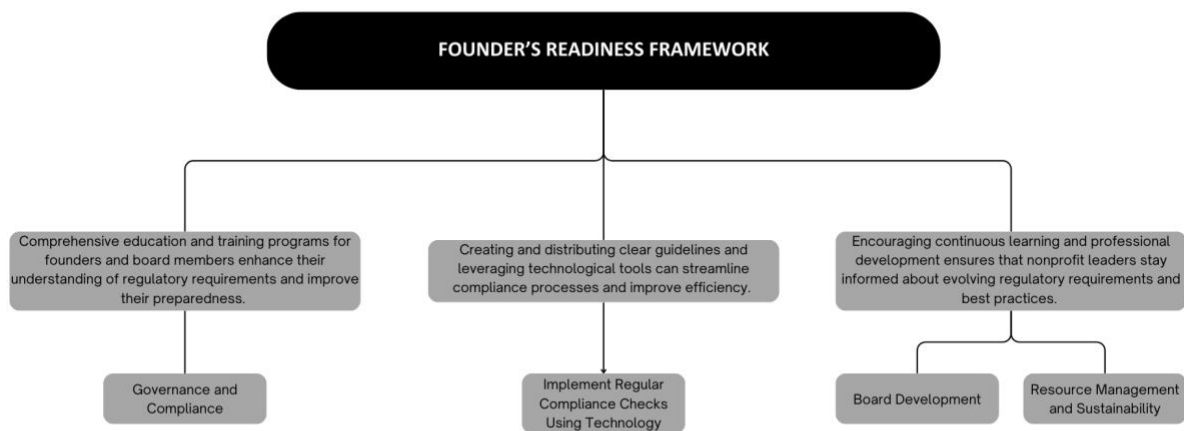 FOUNDER’S READINESS FRAMEWORK
Comprehensive education and training programs for
founders and board members enhance their
understanding of regulatory requirements and improve
their preparedness.
Creating and distributing clear guidelines and
leveraging technological tools can streamline
compliance processes and improve efficiency.
Encouraging continuous learning and professional
development ensures that nonprofit leaders stay
informed about evolving regulatory requirements and
best practices.
Governance and
Compliance
Implement Regular
Compliance Checks
Using Technology
Board Development
Resource Management
and Sustainability